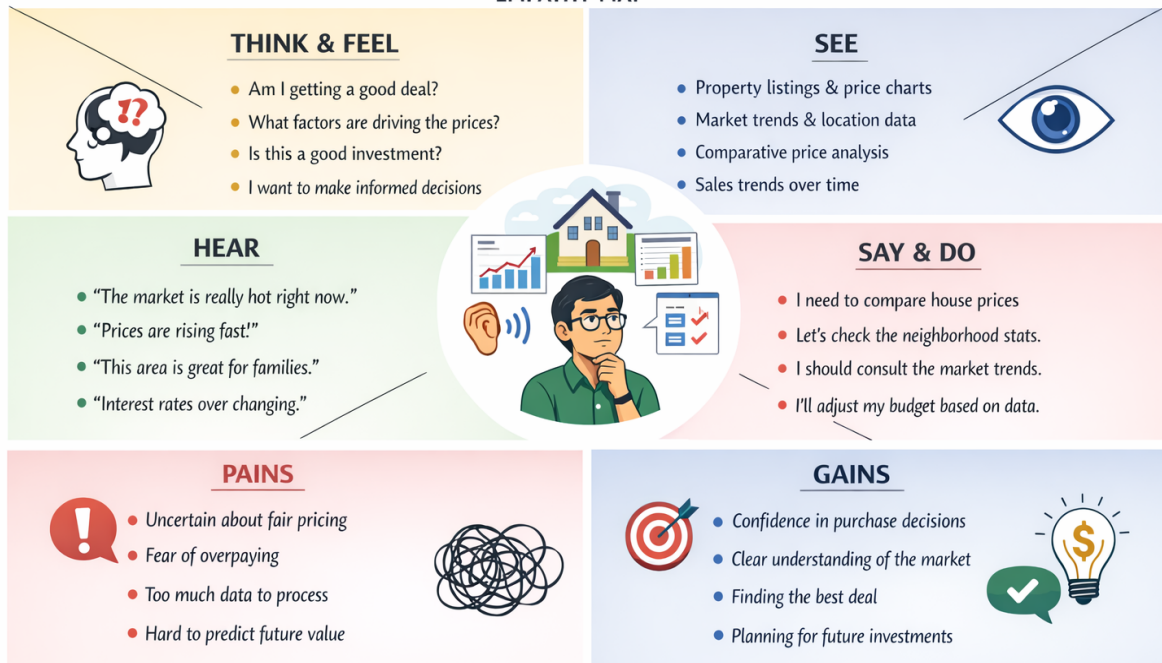 THINK & FEEL
Am I getting a good deal?
What factors are driving the prices?
Is this a good investment?
I want to make informed decisions
SEE
Property listings & price charts
Market trends & location data
Comparative price analysis
Sales trends over time
HEAR
“The market is really hot right now.”
“Prices are rising fast!”
“This area is great for families.”
“Interest rates over changing.”
SAY & DO
I need to compare house prices
Let's check the neighborhood stats.
I should consult the market trends.
I'll adjust my budget based on data.
PAINS
Uncertain about fair pricing
Fear of overpaying
Too much data to process
Hard to predict future value
GAINS
Confidence in purchase decisions
Clear understanding of the market
Finding the best deal
Planning for future investments